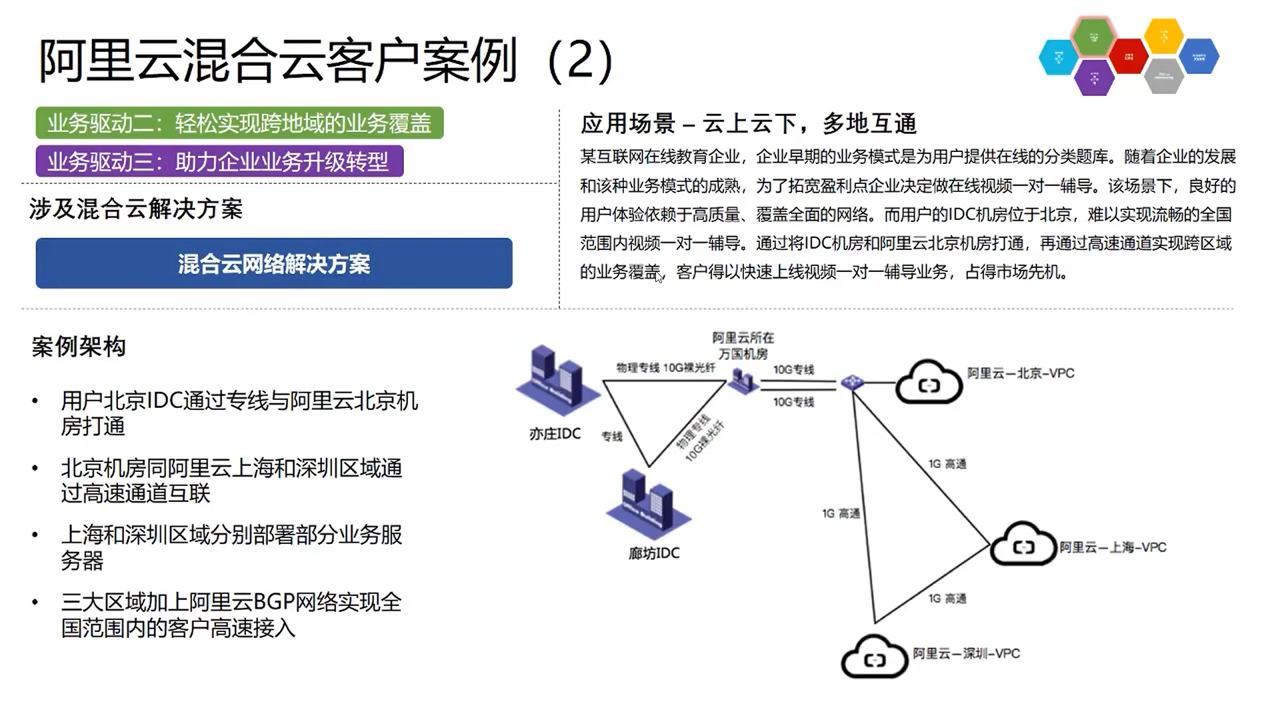 阿里云混合云客户案例（2）
业务驱动二：轻松实现跨地域的业务覆盖
业务驱动三：助力企业业务升级转型
涉及混合云解决方案
混合云网络解决方案
应用场景 – 云上云下，多地互通
某互联网在线教育企业，企业早期的业务模式是为用户提供在线的分类题库。随着企业的发展
和该种业务模式的成熟，为了拓宽盈利点企业决定做在线视频一对一辅导。该场景下，良好的
用户体验依赖于高质量、覆盖全面的网络。而用户的IDC机房位于北京，难以实现流畅的全国
范围内视频一对一辅导。通过将IDC机房和阿里云北京机房打通，再通过高速通道实现跨区域
的业务覆盖，客户得以快速上线视频一对一辅导业务，占得市场先机。
案例架构
• 用户北京IDC通过专线与阿里云北京机
房打通
• 北京机房同阿里云上海和深圳区域通
过高速通道互联
• 上海和深圳区域分别部署部分业务服
务器
• 三大区域加上阿里云BGP网络实现全
国范围内的客户高速接入
阿里云所在
万国机房
物理专线 10G裸光纤
10G专线
10G专线
阿里云—北京-VPC
亦庄IDC
专线
物理专线
10G裸光纤
廊坊IDC
1G 高通
1G 高通
阿里云—上海-VPC
1G 高通
阿里云—深圳-VPC